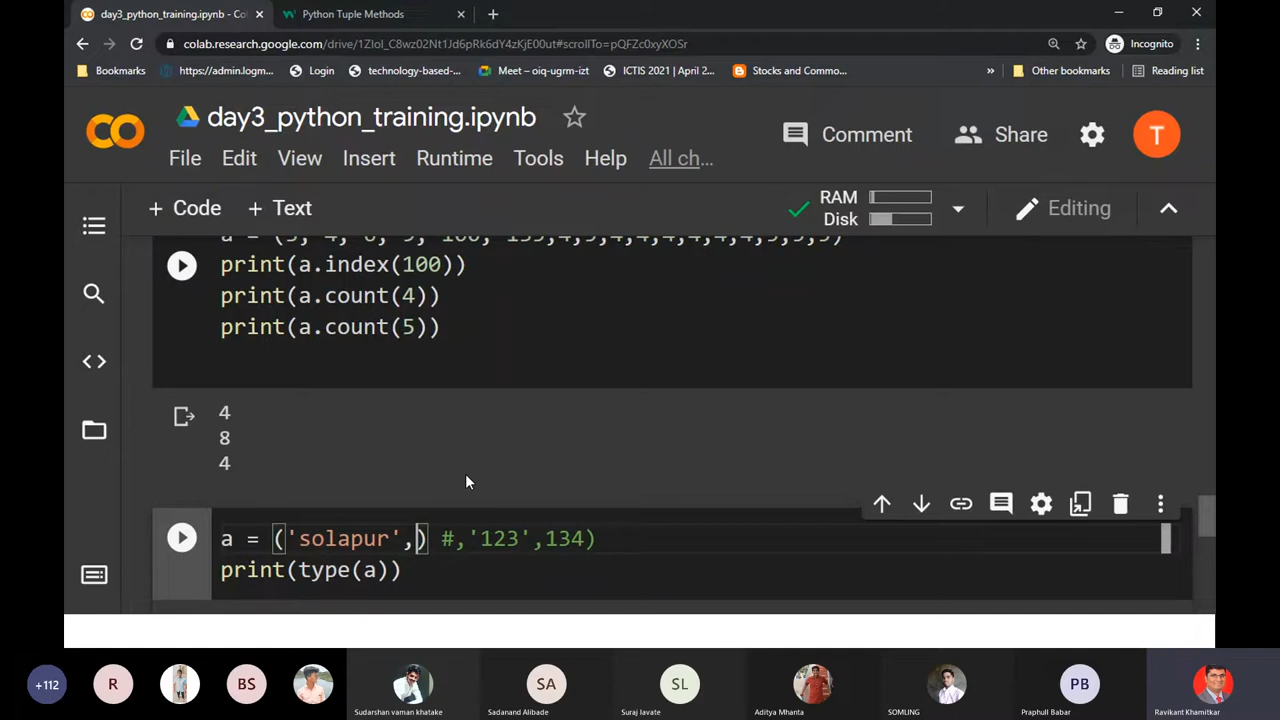 day3_python_training.ipynb - Co
Python Tuple Methods
colab.research.google.com/drive/1ZIoI_C8wz02Nt1Jd6pRk6dY4zKjE00ut#scrollTo=pQFZc0xyXOSr
Incognito
Bookmarks
https://admin.logm...
Login
technology-based-...
Meet – oiq-ugrm-izt
ICTIS 2021 | April 2...
Stocks and Commo...
»
Other bookmarks
Reading list
CO
day3_python_training.ipynb
Comment
Share
T
File Edit View Insert Runtime Tools Help All ch...
+ Code + Text
RAM
Disk
Editing
print(a.index(100))
print(a.count(4))
print(a.count(5))
4
8
4
a = ('solapur',) #,'123',134)
print(type(a))
+112
R
BS
SA
SL
PB
Sudarshan vaman khatake
Sadanand Alibade
Suraj Javate
Aditya Mhanta
SOMLING
Praphull Babar
Ravikant Khamitkar